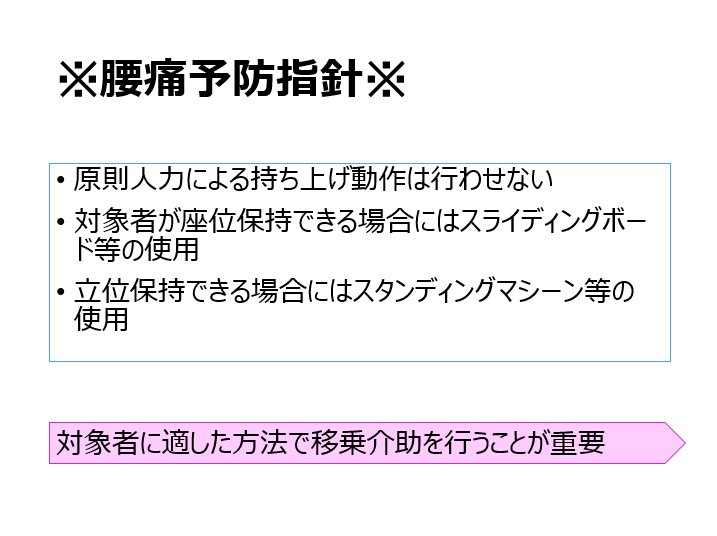 ※腰痛予防指針※
• 原則人力による持ち上げ動作は行わせない
• 対象者が座位保持できる場合にはスライディングボー
ド等の使用
• 立位保持できる場合にはスタンディングマシーン等の
使用
対象者に適した方法で移乗介助を行うことが重要